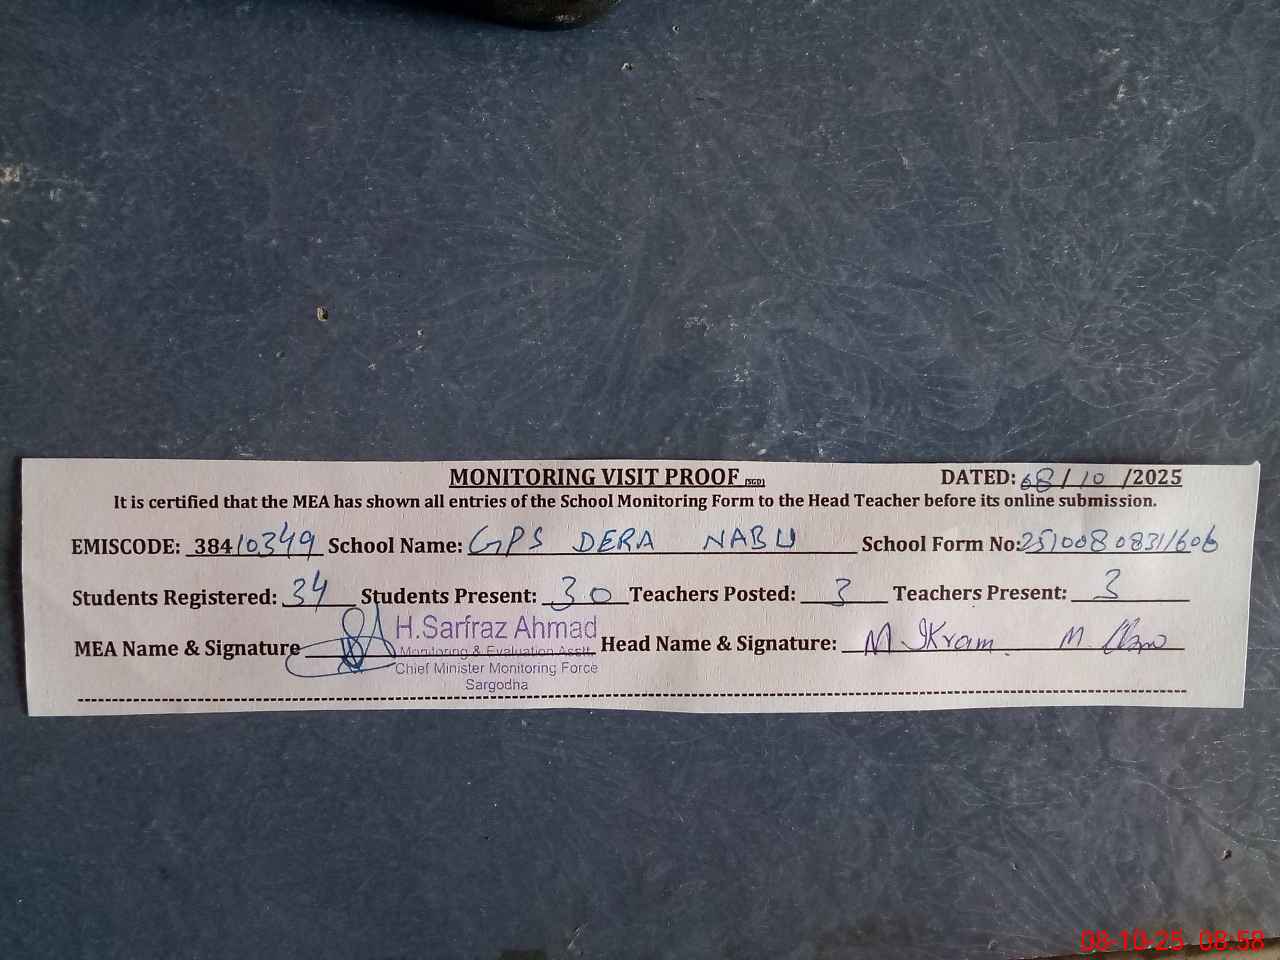 MONITORING VISIT PROOF (SGD) DATED: 08/10/2025
It is certified that the MEA has shown all entries of the School Monitoring Form to the Head Teacher before its online submission.
EMISCODE: 38410349 School Name: GPS DERA NABU School Form No: 25100808311606
Students Registered: 34 Students Present: 30 Teachers Posted: 3 Teachers Present: 3
MEA Name & Signature H.Sarfraz Ahmad Head Name & Signature: M. Ikram M.
Monitoring & Evaluation Asstt.
Chief Minister Monitoring Force
Sargodha
08-10-25 08:58